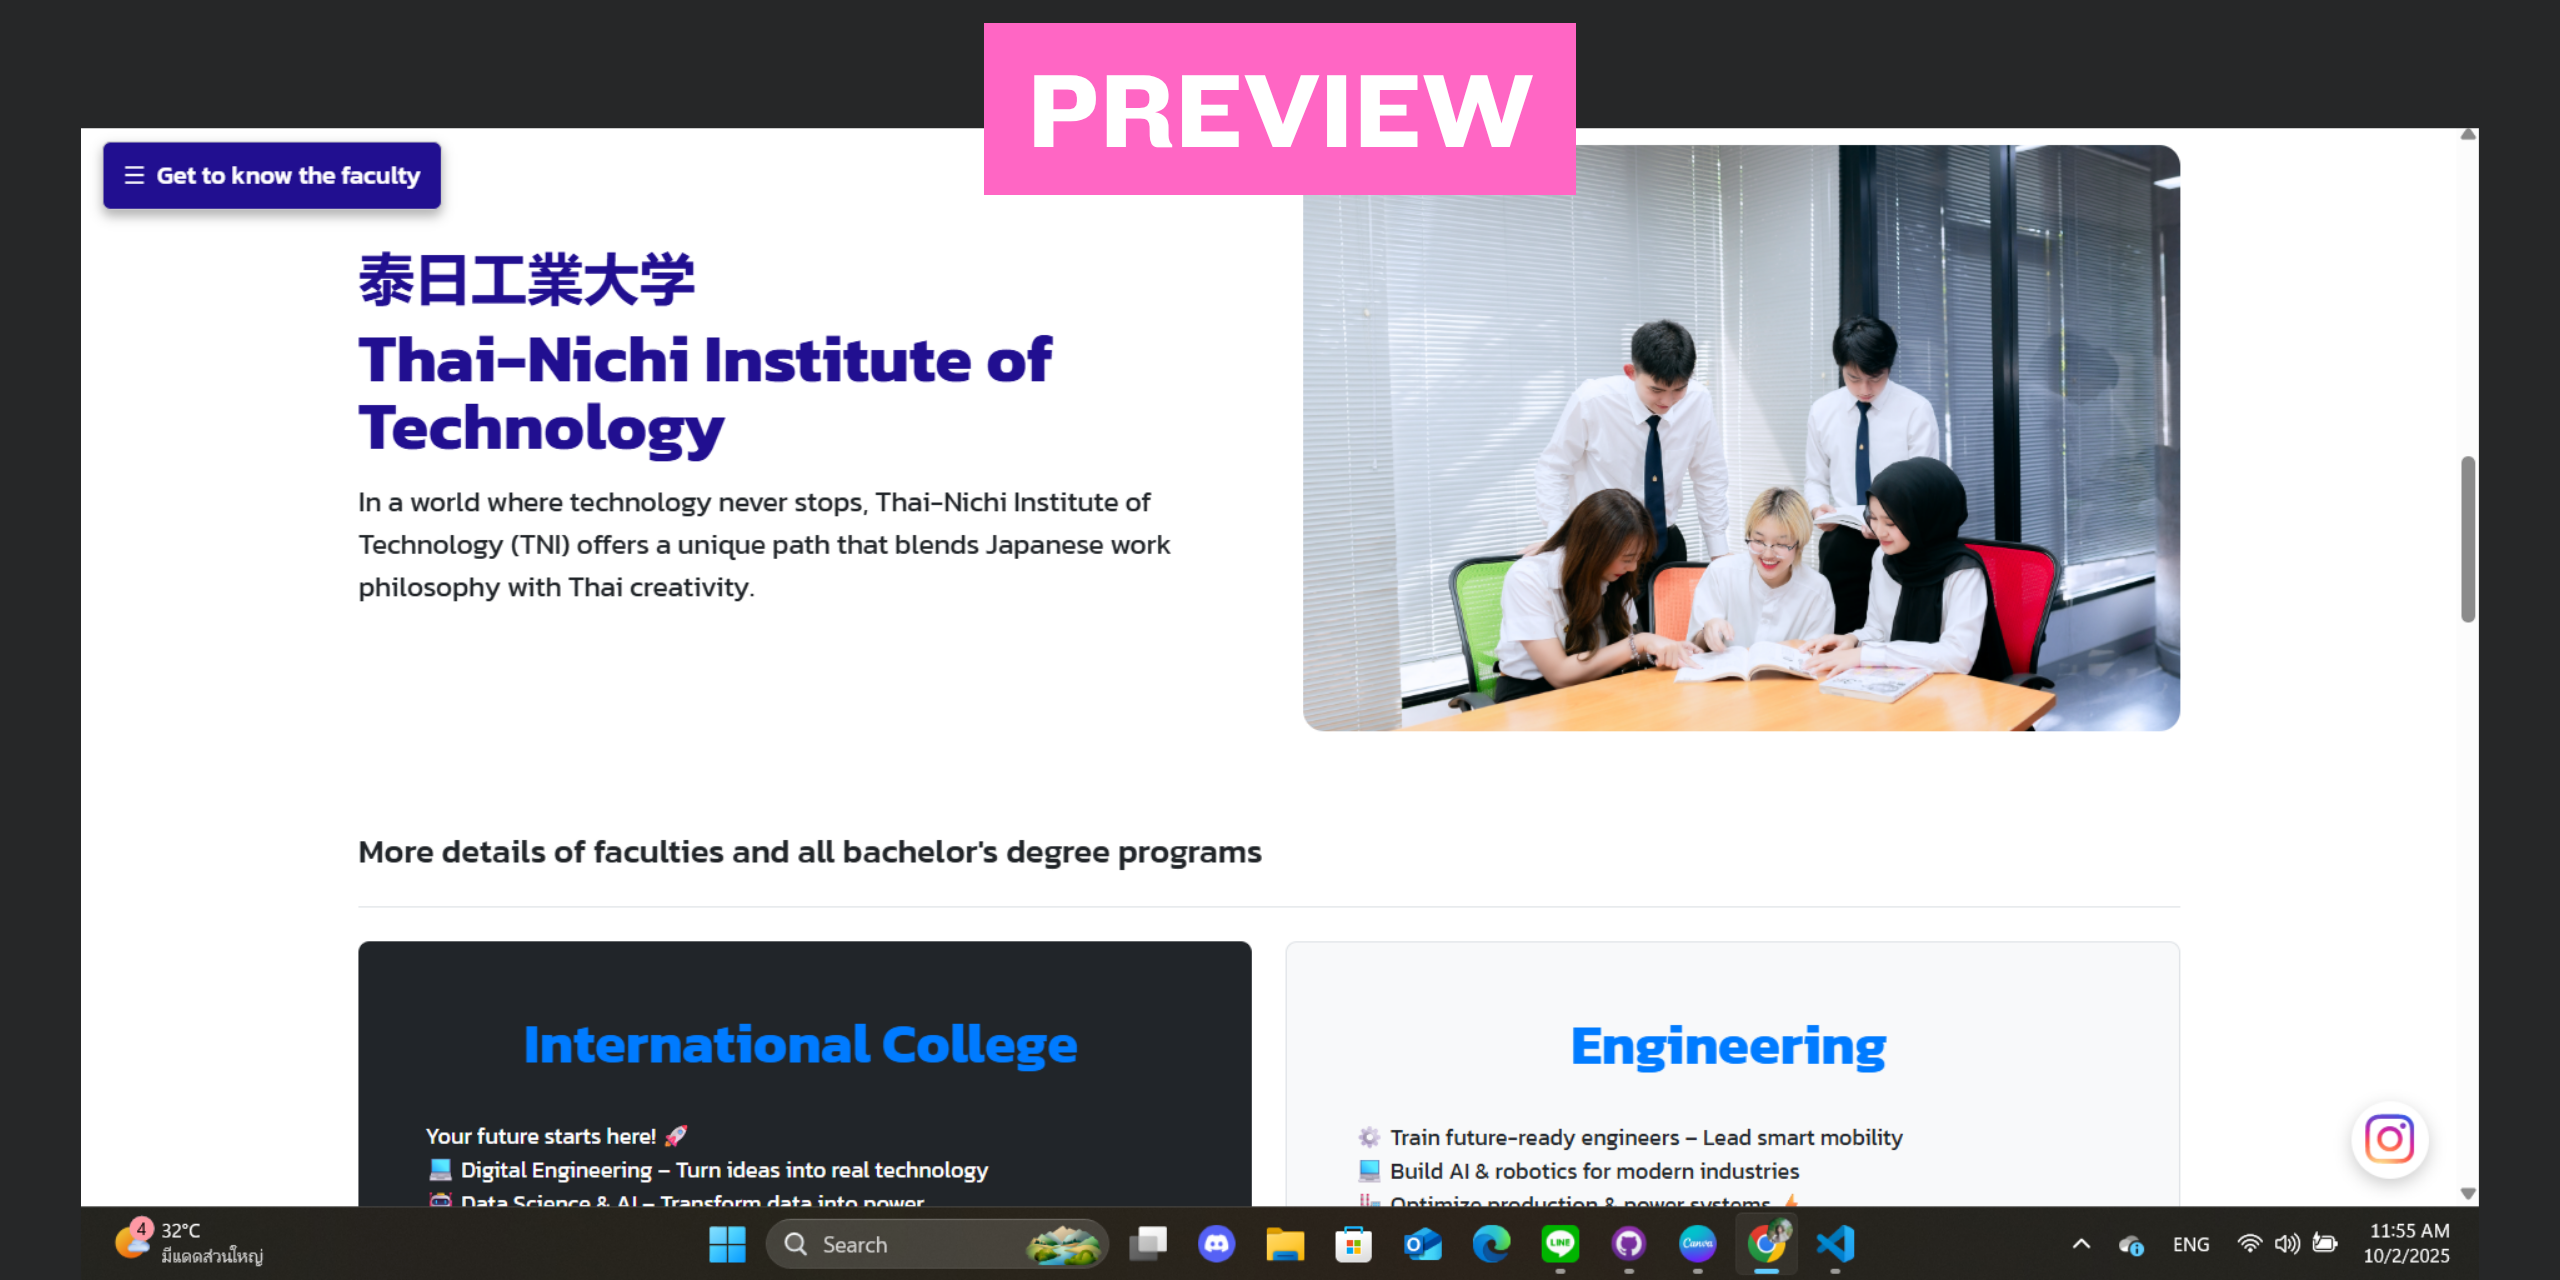 PREVIEW
☰ Get to know the faculty
泰日工業大学
Thai-Nichi Institute of
Technology
In a world where technology never stops, Thai-Nichi Institute of
Technology (TNI) offers a unique path that blends Japanese work
philosophy with Thai creativity.
More details of faculties and all bachelor's degree programs
International College
Your future starts here! 🚀
💻 Digital Engineering – Turn ideas into real technology
🤖 Data Science & AI – Transform data into power
Engineering
⚙️ Train future-ready engineers – Lead smart mobility
💻 Build AI & robotics for modern industries
🏭 Optimize production & power systems ⚡
4
32°C
มีแดดส่วนใหญ่
Search
LINE
Canva
ENG
11:55 AM
10/2/2025